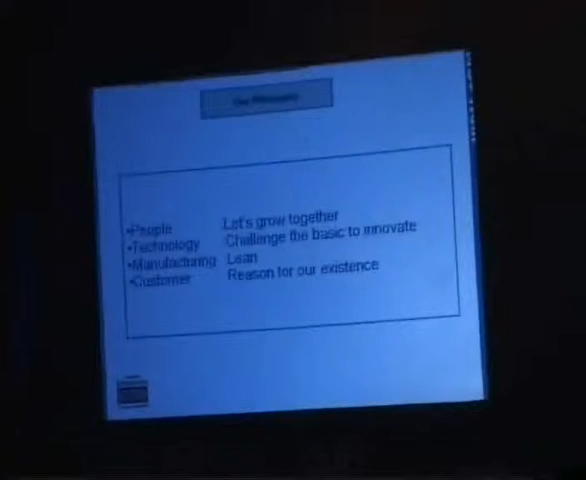 Our Philosophy
•People Let's grow together
•Technology Challenge the basic to innovate
•Manufacturing Lean
•Customer Reason for our existence